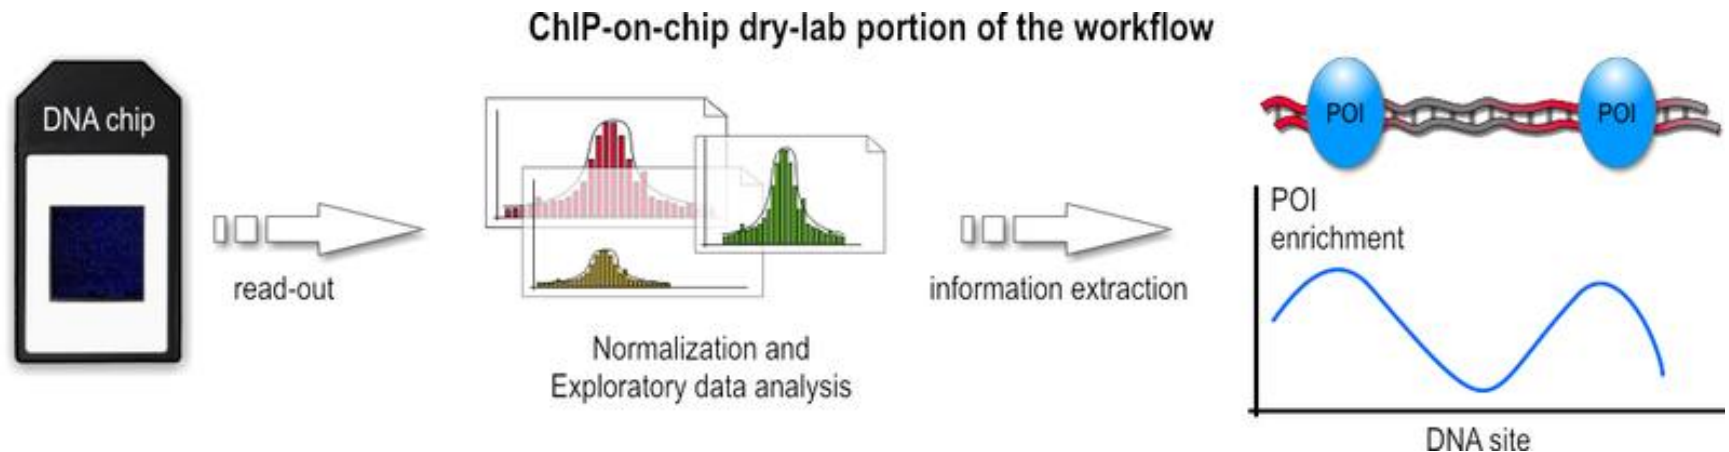 ChIP-on-chip dry-lab portion of the workflow
DNA chip
read-out
Normalization and
Exploratory data analysis
information extraction
POI
POI
POI
enrichment
DNA site